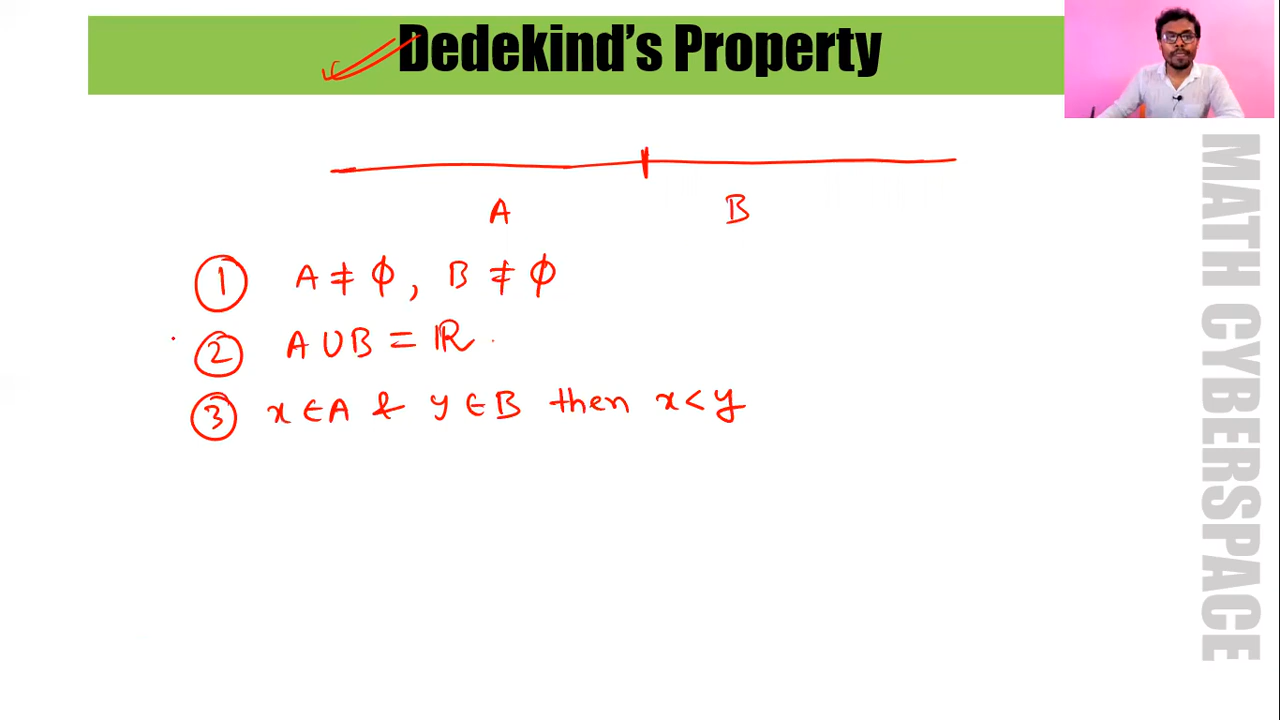 Dedekind's Property
A B
① A ≠ ϕ, B ≠ ϕ
② A ∪ B = ℝ
③ x ∈ A & y ∈ B then x < y
MATH CYBERSPACE